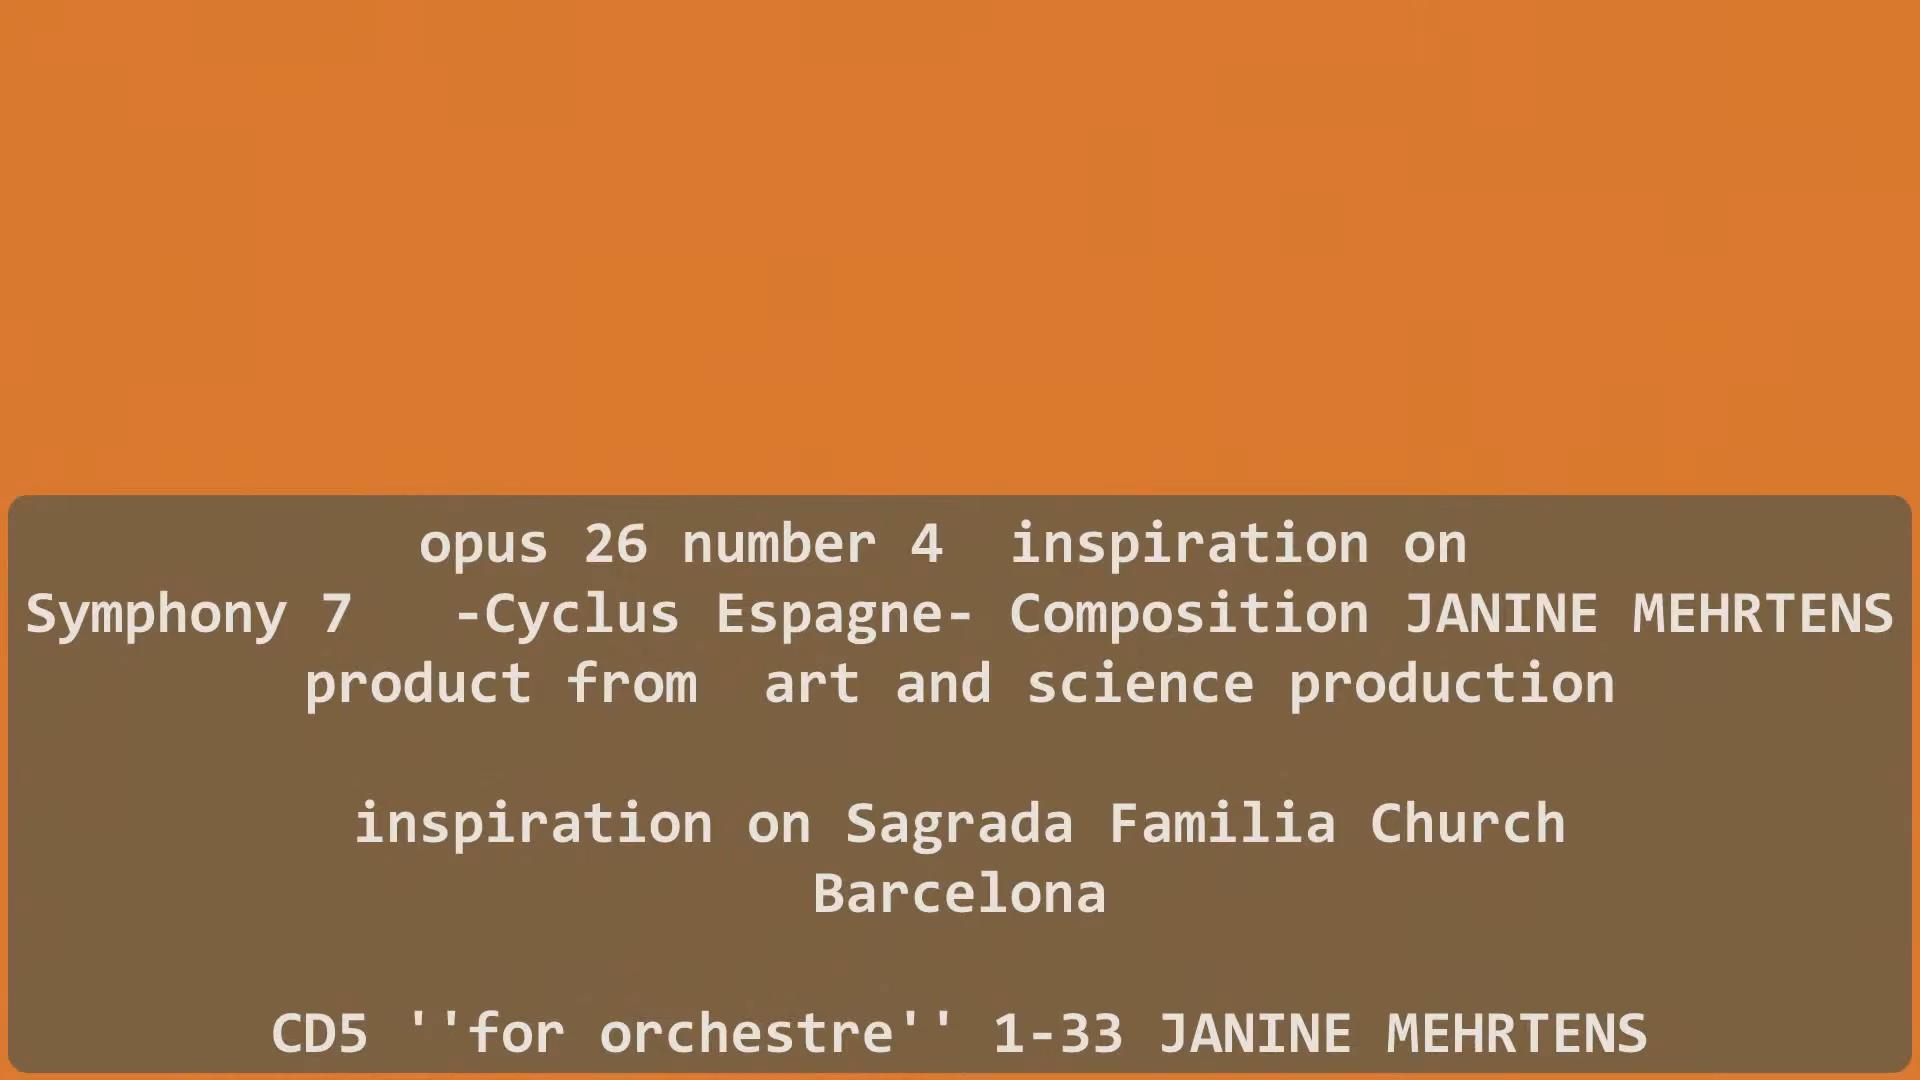 opus 26 number 4  inspiration on
Symphony 7   -Cyclus Espagne- Composition JANINE MEHRTENS
product from  art and science production
inspiration on Sagrada Familia Church
Barcelona
CD5 ''for orchestre'' 1-33 JANINE MEHRTENS